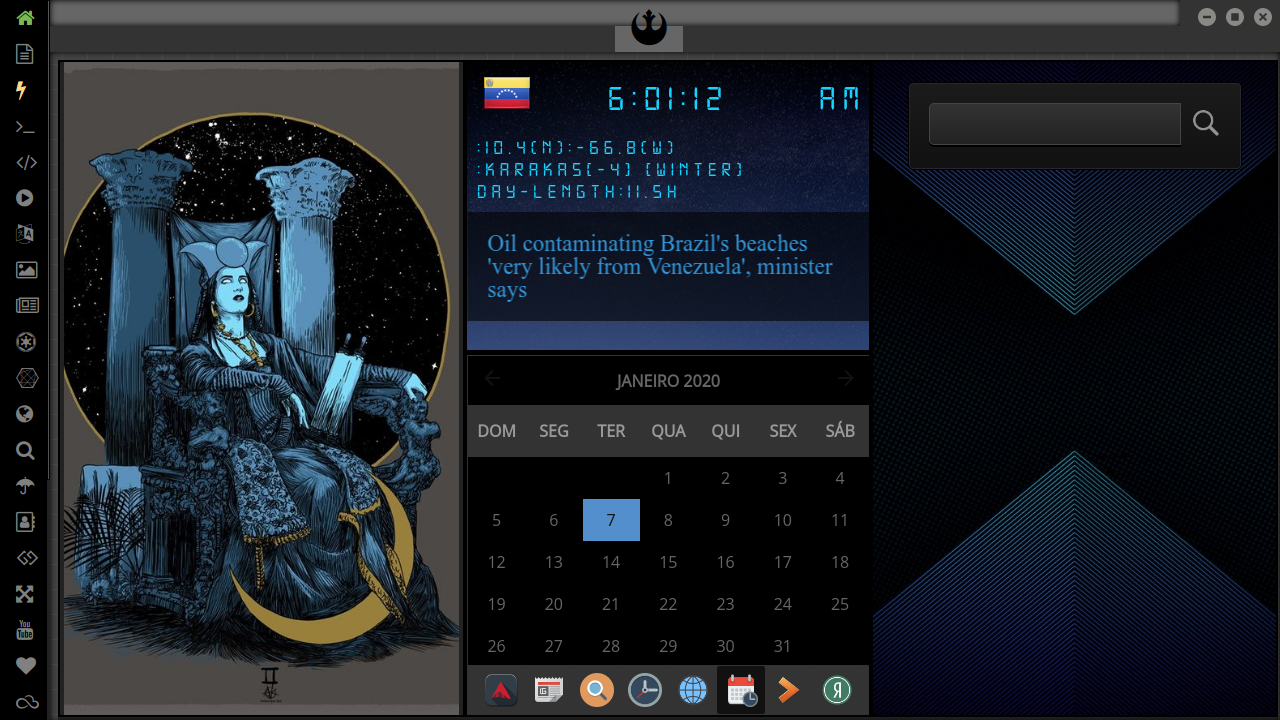 6:01:12 AM
:10.4(N):-66.8(W)
:KARAKAS(-4) (WINTER)
DAY-LENGTH:11.5H
Oil contaminating Brazil's beaches
'very likely from Venezuela', minister
says
JANEIRO 2020
DOM SEG TER QUA QUI SEX SÁB
1 2 3 4
5 6 7 8 9 10 11
12 13 14 15 16 17 18
19 20 21 22 23 24 25
26 27 28 29 30 31
You
Tube
II
Я